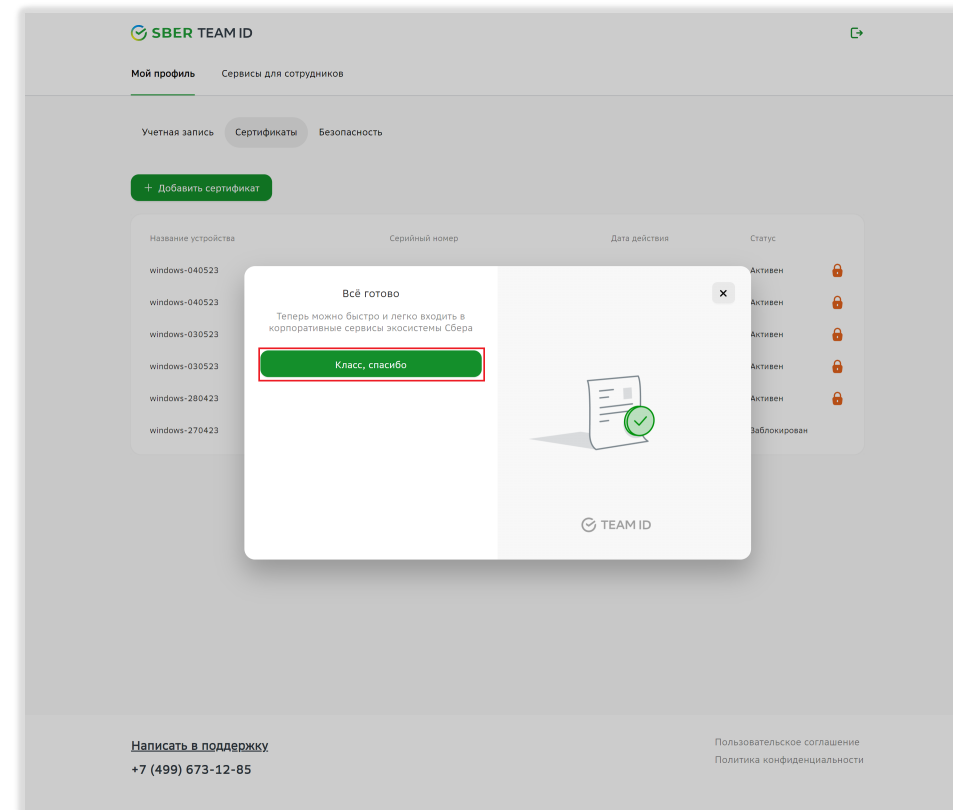 SBER TEAM ID
Мой профиль Сервисы для сотрудников
Учетная запись Сертификаты Безопасность
+ Добавить сертификат
Название устройства Серийный номер Дата действия Статус
windows-040523 Активен
windows-040523 Активен
windows-030523 Активен
windows-030523 Активен
windows-280423 Активен
windows-270423 Заблокирован
Всё готово
Теперь можно быстро и легко входить в
корпоративные сервисы экосистемы Сбера
Класс, спасибо
TEAM ID
Написать в поддержку
+7 (499) 673-12-85
Пользовательское соглашение
Политика конфиденциальности